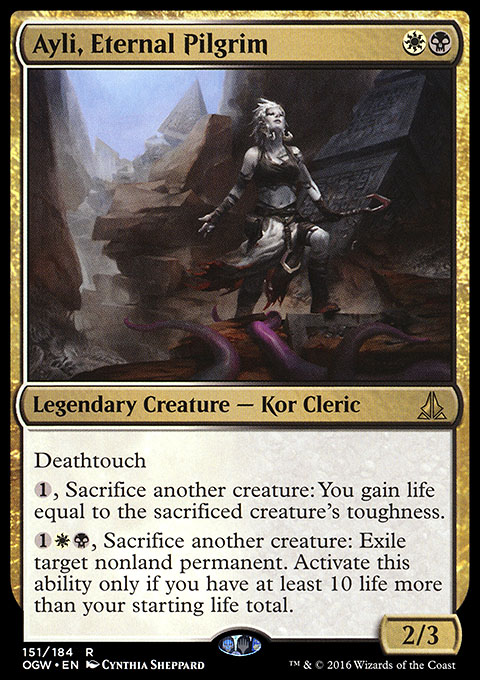 Ayli, Eternal Pilgrim
Legendary Creature — Kor Cleric
Deathtouch
1, Sacrifice another creature: You gain life
equal to the sacrificed creature's toughness.
1, Sacrifice another creature: Exile
target nonland permanent. Activate this
ability only if you have at least 10 life more
than your starting life total.
2/3
151/184 R
OGW • EN Cynthia Sheppard
™ & © 2016 Wizards of the Coast